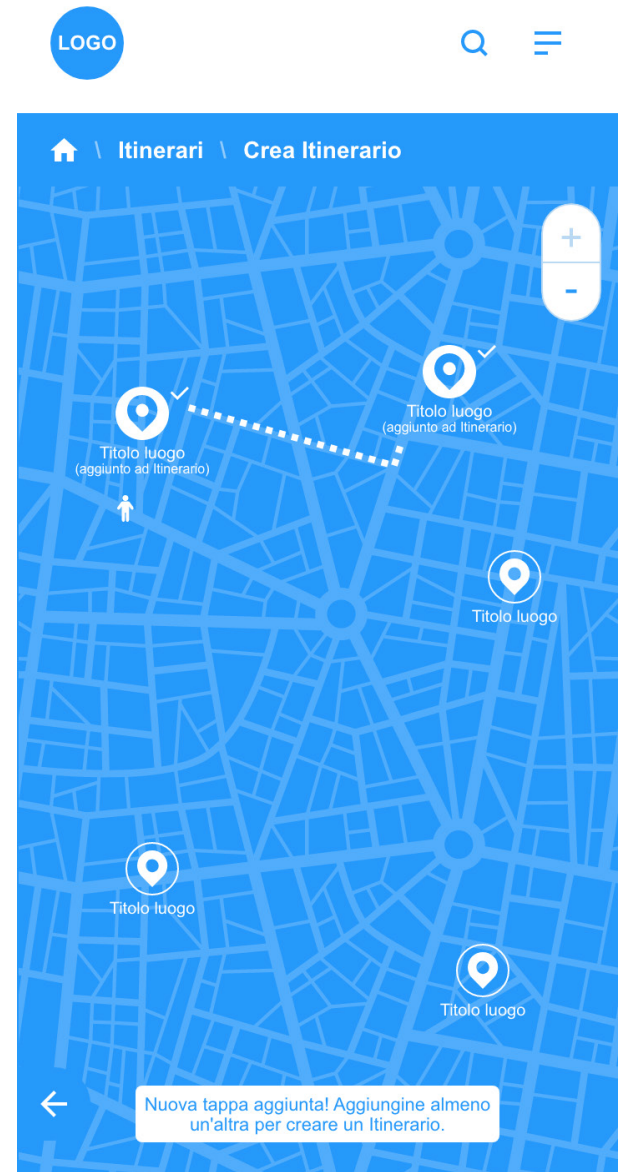 LOGO
\ Itinerari \ Crea Itinerario
+
-
Titolo luogo
(aggiunto ad Itinerario)
Titolo luogo
(aggiunto ad Itinerario)
Titolo luogo
Titolo luogo
Titolo luogo
Nuova tappa aggiunta! Aggiungine almeno
un'altra per creare un Itinerario.